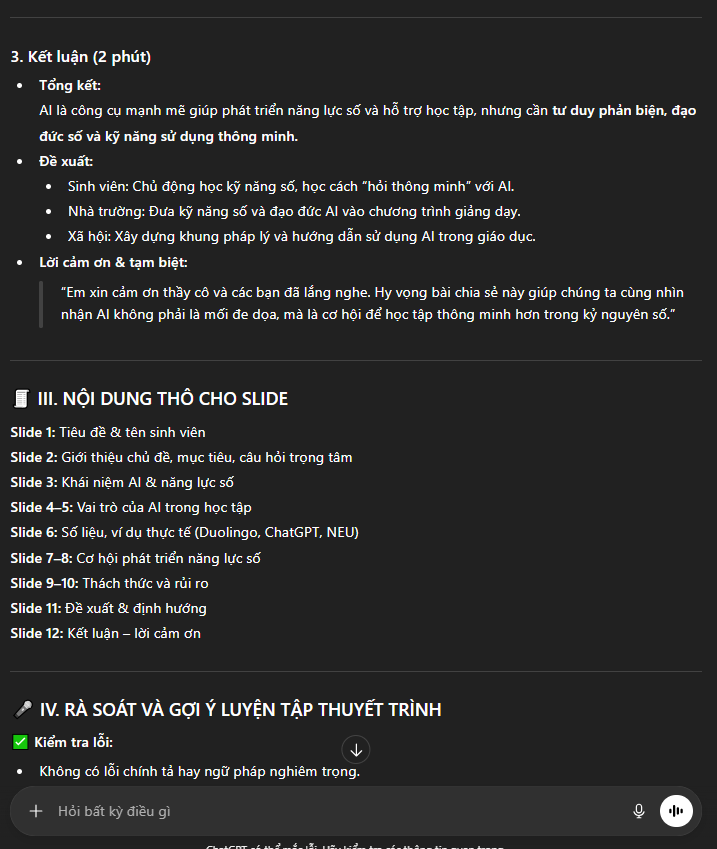 3. Kết luận (2 phút)
Tổng kết:
AI là công cụ mạnh mẽ giúp phát triển năng lực số và hỗ trợ học tập, nhưng cần tư duy phản biện, đạo
đức số và kỹ năng sử dụng thông minh.
Đề xuất:
Sinh viên: Chủ động học kỹ năng số, học cách “hỏi thông minh” với AI.
Nhà trường: Đưa kỹ năng số và đạo đức AI vào chương trình giảng dạy.
Xã hội: Xây dựng khung pháp lý và hướng dẫn sử dụng AI trong giáo dục.
Lời cảm ơn & tạm biệt:
“Em xin cảm ơn thầy cô và các bạn đã lắng nghe. Hy vọng bài chia sẻ này giúp chúng ta cùng nhìn
nhận AI không phải là mối đe dọa, mà là cơ hội để học tập thông minh hơn trong kỷ nguyên số.”
III. NỘI DUNG THÔ CHO SLIDE
Slide 1: Tiêu đề & tên sinh viên
Slide 2: Giới thiệu chủ đề, mục tiêu, câu hỏi trọng tâm
Slide 3: Khái niệm AI & năng lực số
Slide 4–5: Vai trò của AI trong học tập
Slide 6: Số liệu, ví dụ thực tế (Duolingo, ChatGPT, NEU)
Slide 7–8: Cơ hội phát triển năng lực số
Slide 9–10: Thách thức và rủi ro
Slide 11: Đề xuất & định hướng
Slide 12: Kết luận – lời cảm ơn
IV. RÀ SOÁT VÀ GỢI Ý LUYỆN TẬP THUYẾT TRÌNH
Kiểm tra lỗi:
Không có lỗi chính tả hay ngữ pháp nghiêm trọng.
Hỏi bất kỳ điều gì